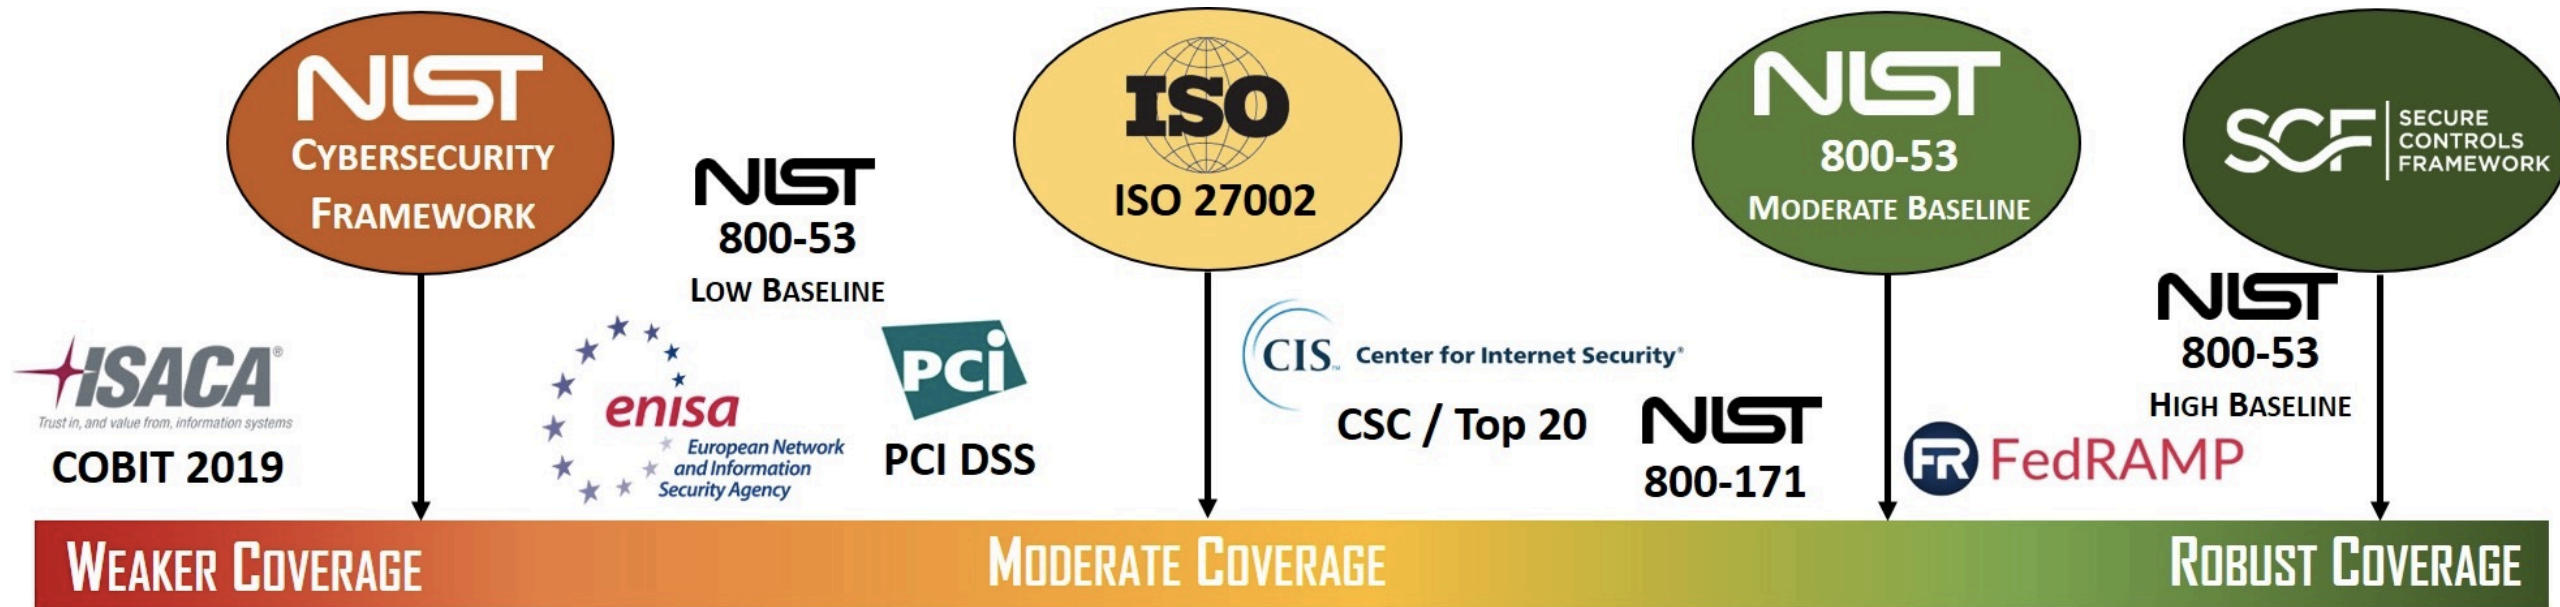 NIST
CYBERSECURITY
FRAMEWORK
ISACA®
Trust in, and value from, information systems
COBIT 2019
NIST
800-53
LOW BASELINE
enisa
European Network
and Information
Security Agency
PCi
PCI DSS
ISO
ISO 27002
CIS™ Center for Internet Security®
CSC / Top 20
NIST
800-171
NIST
800-53
MODERATE BASELINE
FR FedRAMP
SCF
SECURE
CONTROLS
FRAMEWORK
NIST
800-53
HIGH BASELINE
WEAKER COVERAGE
MODERATE COVERAGE
ROBUST COVERAGE